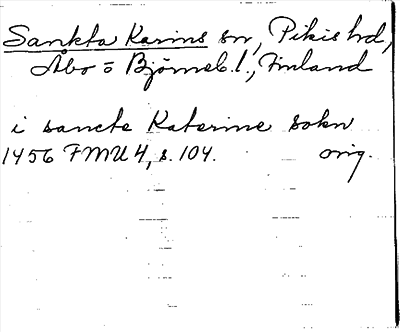 Sankta Karins sn, Pikis hd,
Åbo o Björneb. l., Finland
i sancte Katerine sokn
1456 FMU 4, s. 104. orig.